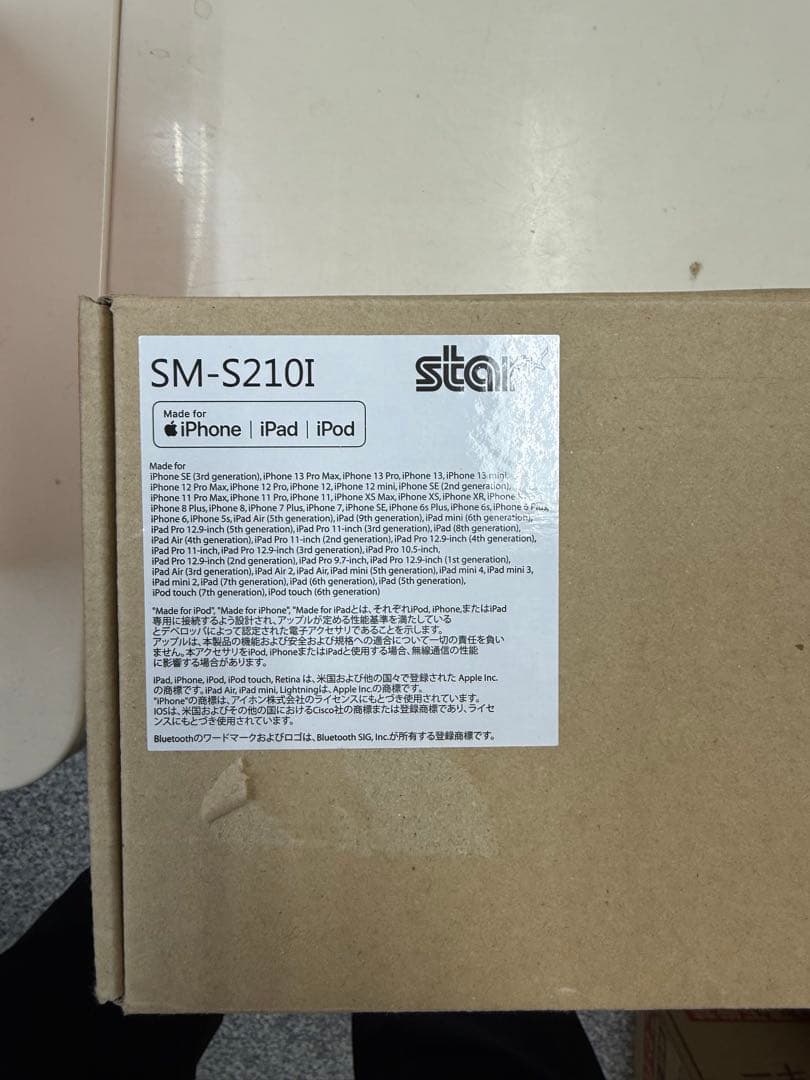 SM-S210I
star
Made for
iPhone | iPad | iPod
Made for
iPhone SE (3rd generation), iPhone 13 Pro Max, iPhone 13 Pro, iPhone 13, iPhone 13 mini,
iPhone 12 Pro Max, iPhone 12 Pro, iPhone 12, iPhone 12 mini, iPhone SE (2nd generation),
iPhone 11 Pro Max, iPhone 11 Pro, iPhone 11, iPhone XS Max, iPhone XS, iPhone XR, iPhone
iPhone 8 Plus, iPhone 8, iPhone 7 Plus, iPhone 7, iPhone SE, iPhone 6s Plus, iPhone 6s, iPhone 6 Plus,
iPhone 6, iPhone 5s, iPad Air (5th generation), iPad (9th generation), iPad mini (6th generation),
iPad Pro 12.9-inch (5th generation), iPad Pro 11-inch (3rd generation), iPad (8th generation),
iPad Air (4th generation), iPad Pro 11-inch (2nd generation), iPad Pro 12.9-inch (4th generation),
iPad Pro 11-inch, iPad Pro 12.9-inch (3rd generation), iPad Pro 10.5-inch,
iPad Pro 12.9-inch (2nd generation), iPad Pro 9.7-inch, iPad Pro 12.9-inch (1st generation),
iPad Air (3rd generation), iPad Air 2, iPad Air, iPad mini (5th generation), iPad mini 4, iPad mini 3,
iPad mini 2, iPad (7th generation), iPad (6th generation), iPad (5th generation),
iPod touch (7th generation), iPod touch (6th generation)
"Made for iPod", "Made for iPhone", "Made for iPadとは、それぞれiPod, iPhone,またはiPad
専用に接続するよう設計され、アップルが定める性能基準を満たしている
とデベロッパによって認定された電子アクセサリであることを示します。
アップルは、本製品の機能および安全および規格への適合について一切の責任を負い
ません。本アクセサリをiPod, iPhoneまたはiPadと使用する場合、無線通信の性能
に影響する場合があります。
iPad, iPhone, iPod, iPod touch, Retina は、米国および他の国々で登録された Apple Inc.
の商標です。iPad Air, iPad mini, Lightningは、Apple Inc.の商標です。
"iPhone"の商標は、アイホン株式会社のライセンスにもとづき使用されています。
IOSは、米国およびその他の国におけるCisco社の商標または登録商標であり、ライセ
ンスにもとづき使用されています。
Bluetoothのワードマークおよびロゴは、Bluetooth SIG, Inc.が所有する登録商標です。